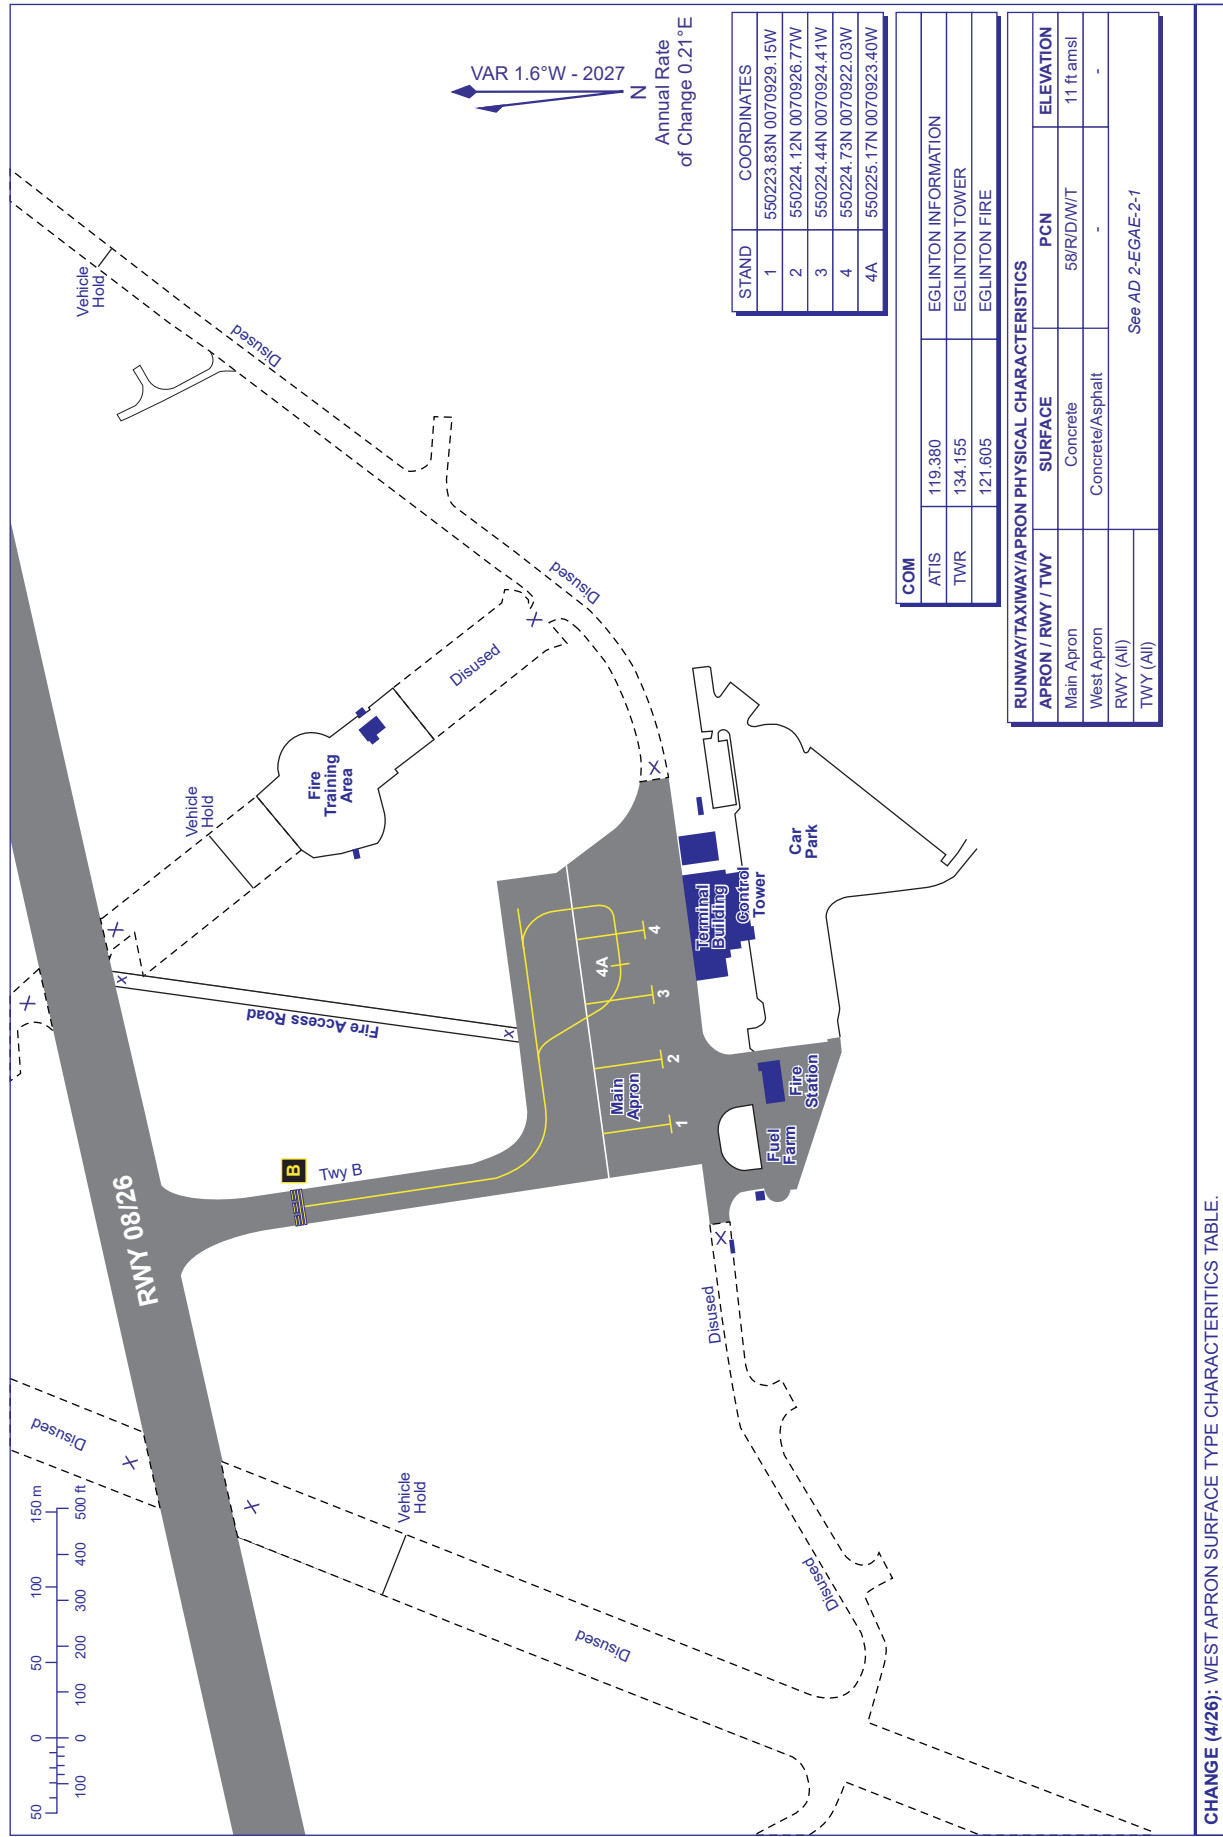 50 0 50 100 150 m
100 0 100 200 300 400 500 ft
Disused
X
X
X
RWY 08/26
X
X
Vehicle
Hold
Vehicle
Hold
Vehicle
Hold
Disused
VAR 1.6°W - 2027
N
Annual Rate
of Change 0.21°E
B
Twy B
Fire Access Road
X
Fire
Training
Area
Disused
X
Disused
X
Main
Apron
1
2
3
4A
4
Terminal
Building
Control
Tower
Car
Park
Fire
Station
Fuel
Farm
X
Disused
Disused
Disused
STAND COORDINATES
1 550223.83N 0070929.15W
2 550224.12N 0070926.77W
3 550224.44N 0070924.41W
4 550224.73N 0070922.03W
4A 550225.17N 0070923.40W
COM
ATIS 119.380 EGLINTON INFORMATION
TWR 134.155 EGLINTON TOWER
121.605 EGLINTON FIRE
RUNWAY/TAXIWAY/APRON PHYSICAL CHARACTERISTICS
APRON / RWY / TWY SURFACE PCN ELEVATION
Main Apron Concrete 58/R/D/W/T 11 ft amsl
West Apron Concrete/Asphalt - -
RWY (All)
See AD 2-EGAE-2-1
TWY (All)
CHANGE (4/26): WEST APRON SURFACE TYPE CHARACTERITICS TABLE.